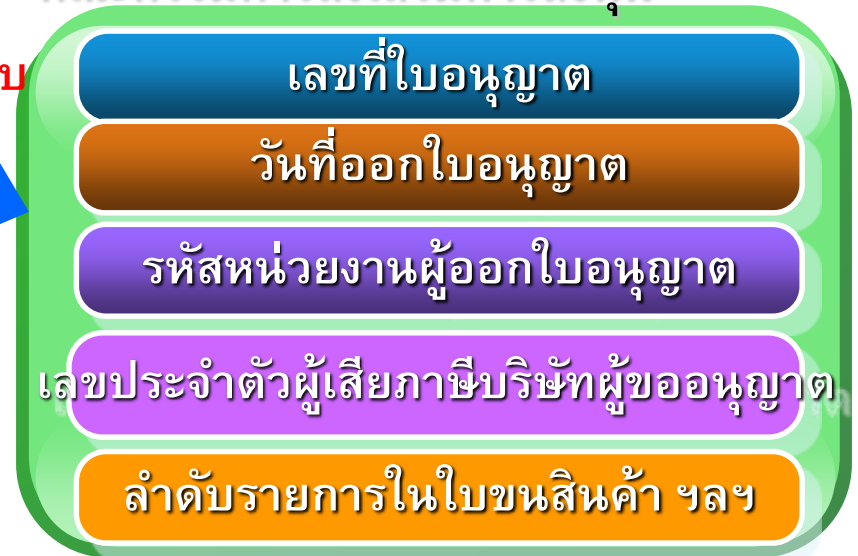 บ
เลขที่ใบอนุญาต
วันที่ออกใบอนุญาต
รหัสหน่วยงานผู้ออกใบอนุญาต
เลขประจำตัวผู้เสียภาษีบริษัทผู้ขออนุญาต
ลำดับรายการในใบขนสินค้า ฯลฯ